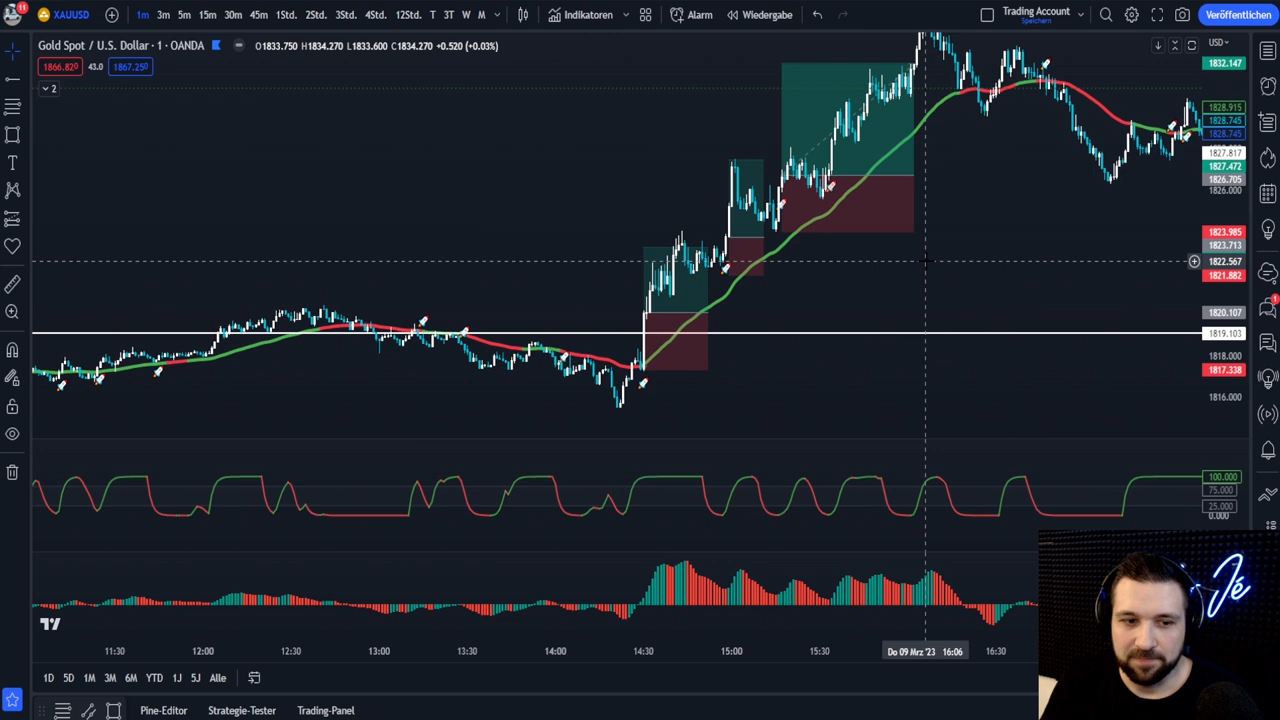 11
XAUUSD
1m 3m 5m 15m 30m 45m 1Std. 2Std. 3Std. 4Std. 12Std. T 3T W M
Indikatoren
Alarm
Wiedergabe
Trading Account
Speichern
Veröffentlichen
Gold Spot / U.S. Dollar · 1 · OANDA
O1833.750 H1834.270 L1833.600 C1834.270 +0.520 (+0.03%)
1866.820 43.0 1867.250
2
USD
1832.147
1828.915
1828.745
1828.745
1827.817
1827.472
1826.705
1826.000
1823.985
1823.713
1822.567
1821.882
1820.107
1819.103
1818.000
1817.338
1816.000
100.000
75.000
25.000
0.000
1
Jé
11:30 12:00 12:30 13:00 13:30 14:00 14:30 15:00 15:30 Do 09 Mrz '23 16:06 16:30
1D 5D 1M 3M 6M YTD 1J 5J Alle
Pine-Editor Strategie-Tester Trading-Panel